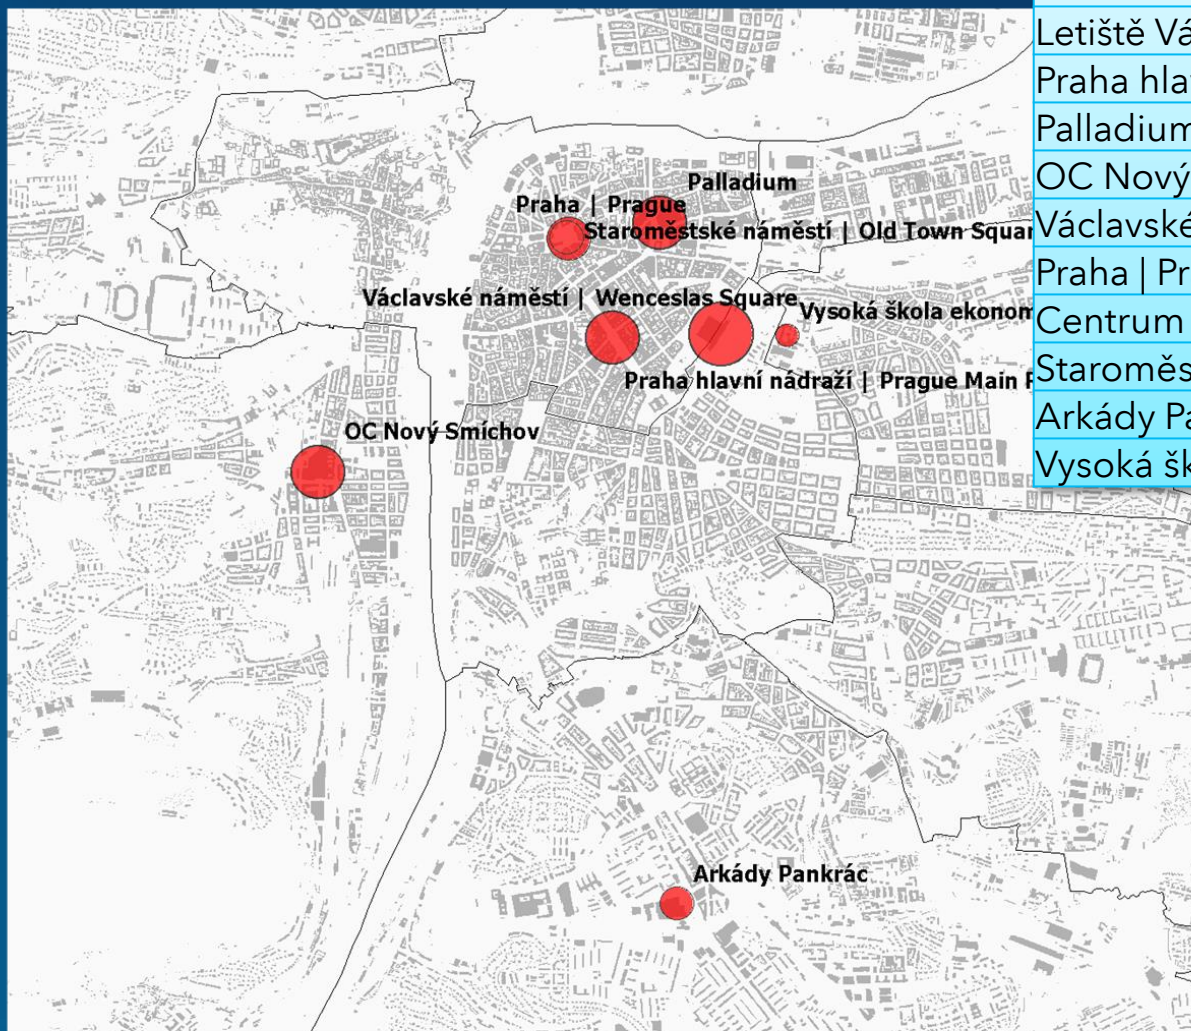 Palladium
Praha | Prague
Staroměstské náměstí | Old Town Squar
Václavské náměstí | Wenceslas Square
Vysoká škola ekonom
Praha hlavní nádraží | Prague Main
OC Nový Smíchov
Arkády Pankrác
Letiště Vá
Praha hla
Palladium
OC Nový
Václavské
Praha | Pr
Centrum
Staroměs
Arkády Pa
Vysoká šk